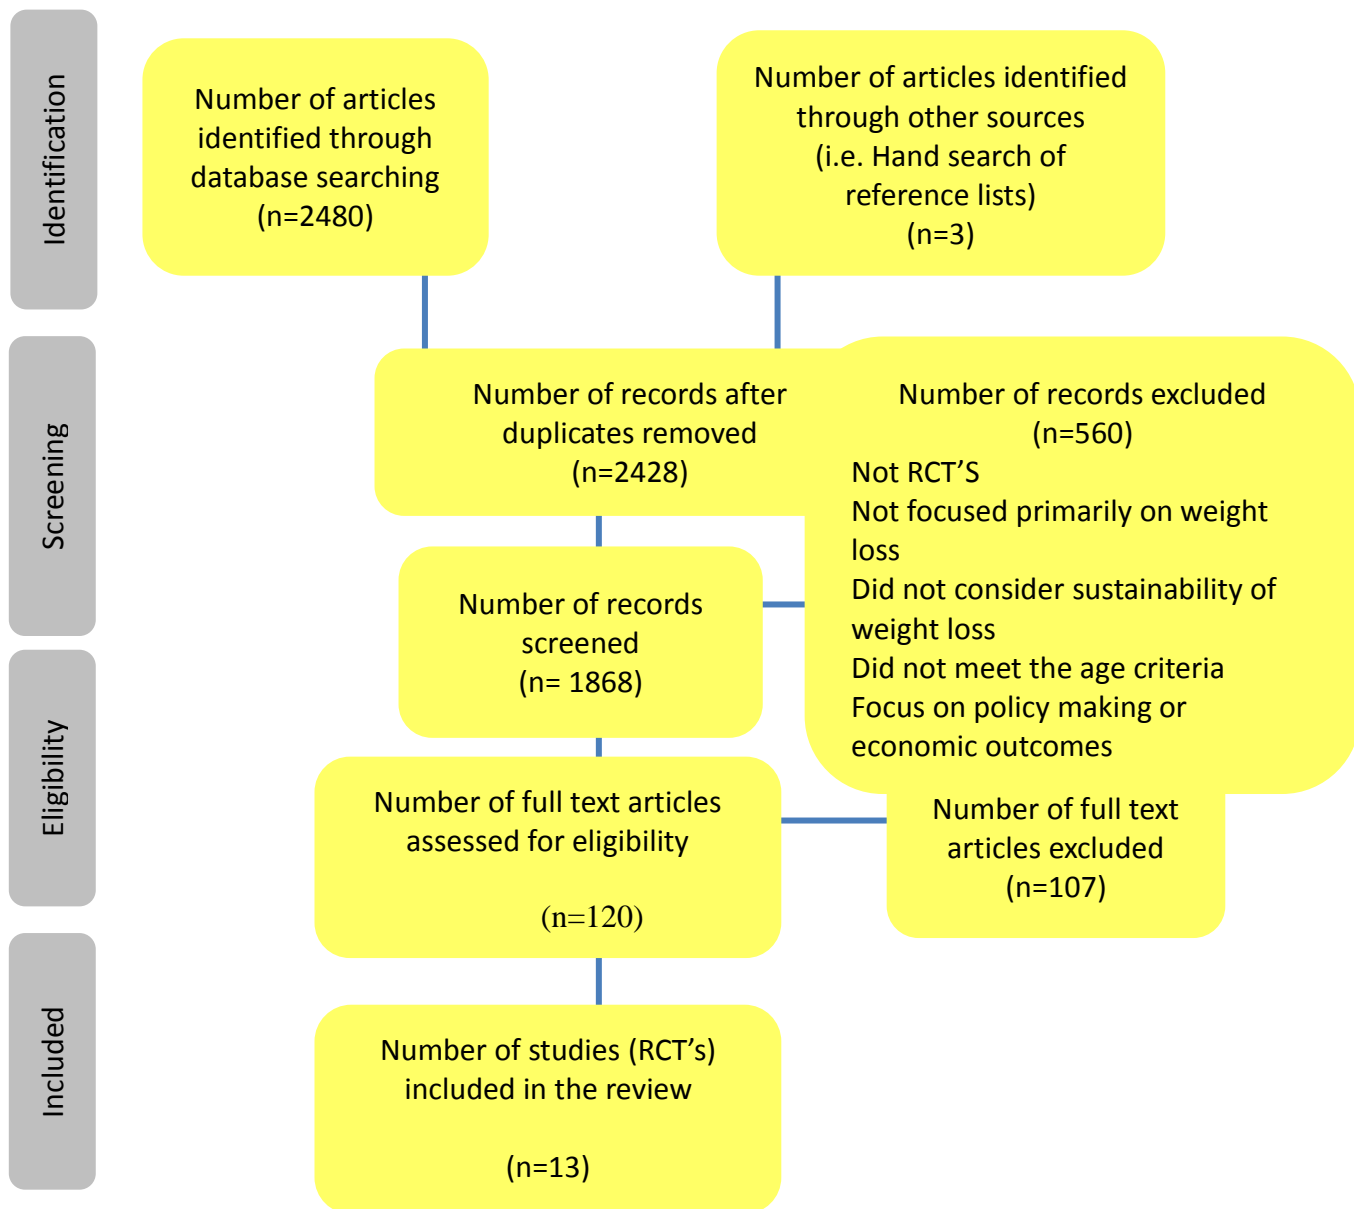 Identification
Number of articles
identified through
database searching
(n=2480)
Number of articles identified
through other sources
(i.e. Hand search of
reference lists)
(n=3)
Screening
Number of records after
duplicates removed
(n=2428)
Number of records excluded
(n=560)
Not RCT’S
Not focused primarily on weight
loss
Did not consider sustainability of
weight loss
Did not meet the age criteria
Focus on policy making or
economic outcomes
Number of records
screened
(n= 1868)
Eligibility
Number of full text articles
assessed for eligibility
(n=120)
Number of full text
articles excluded
(n=107)
Included
Number of studies (RCT’s)
included in the review
(n=13)